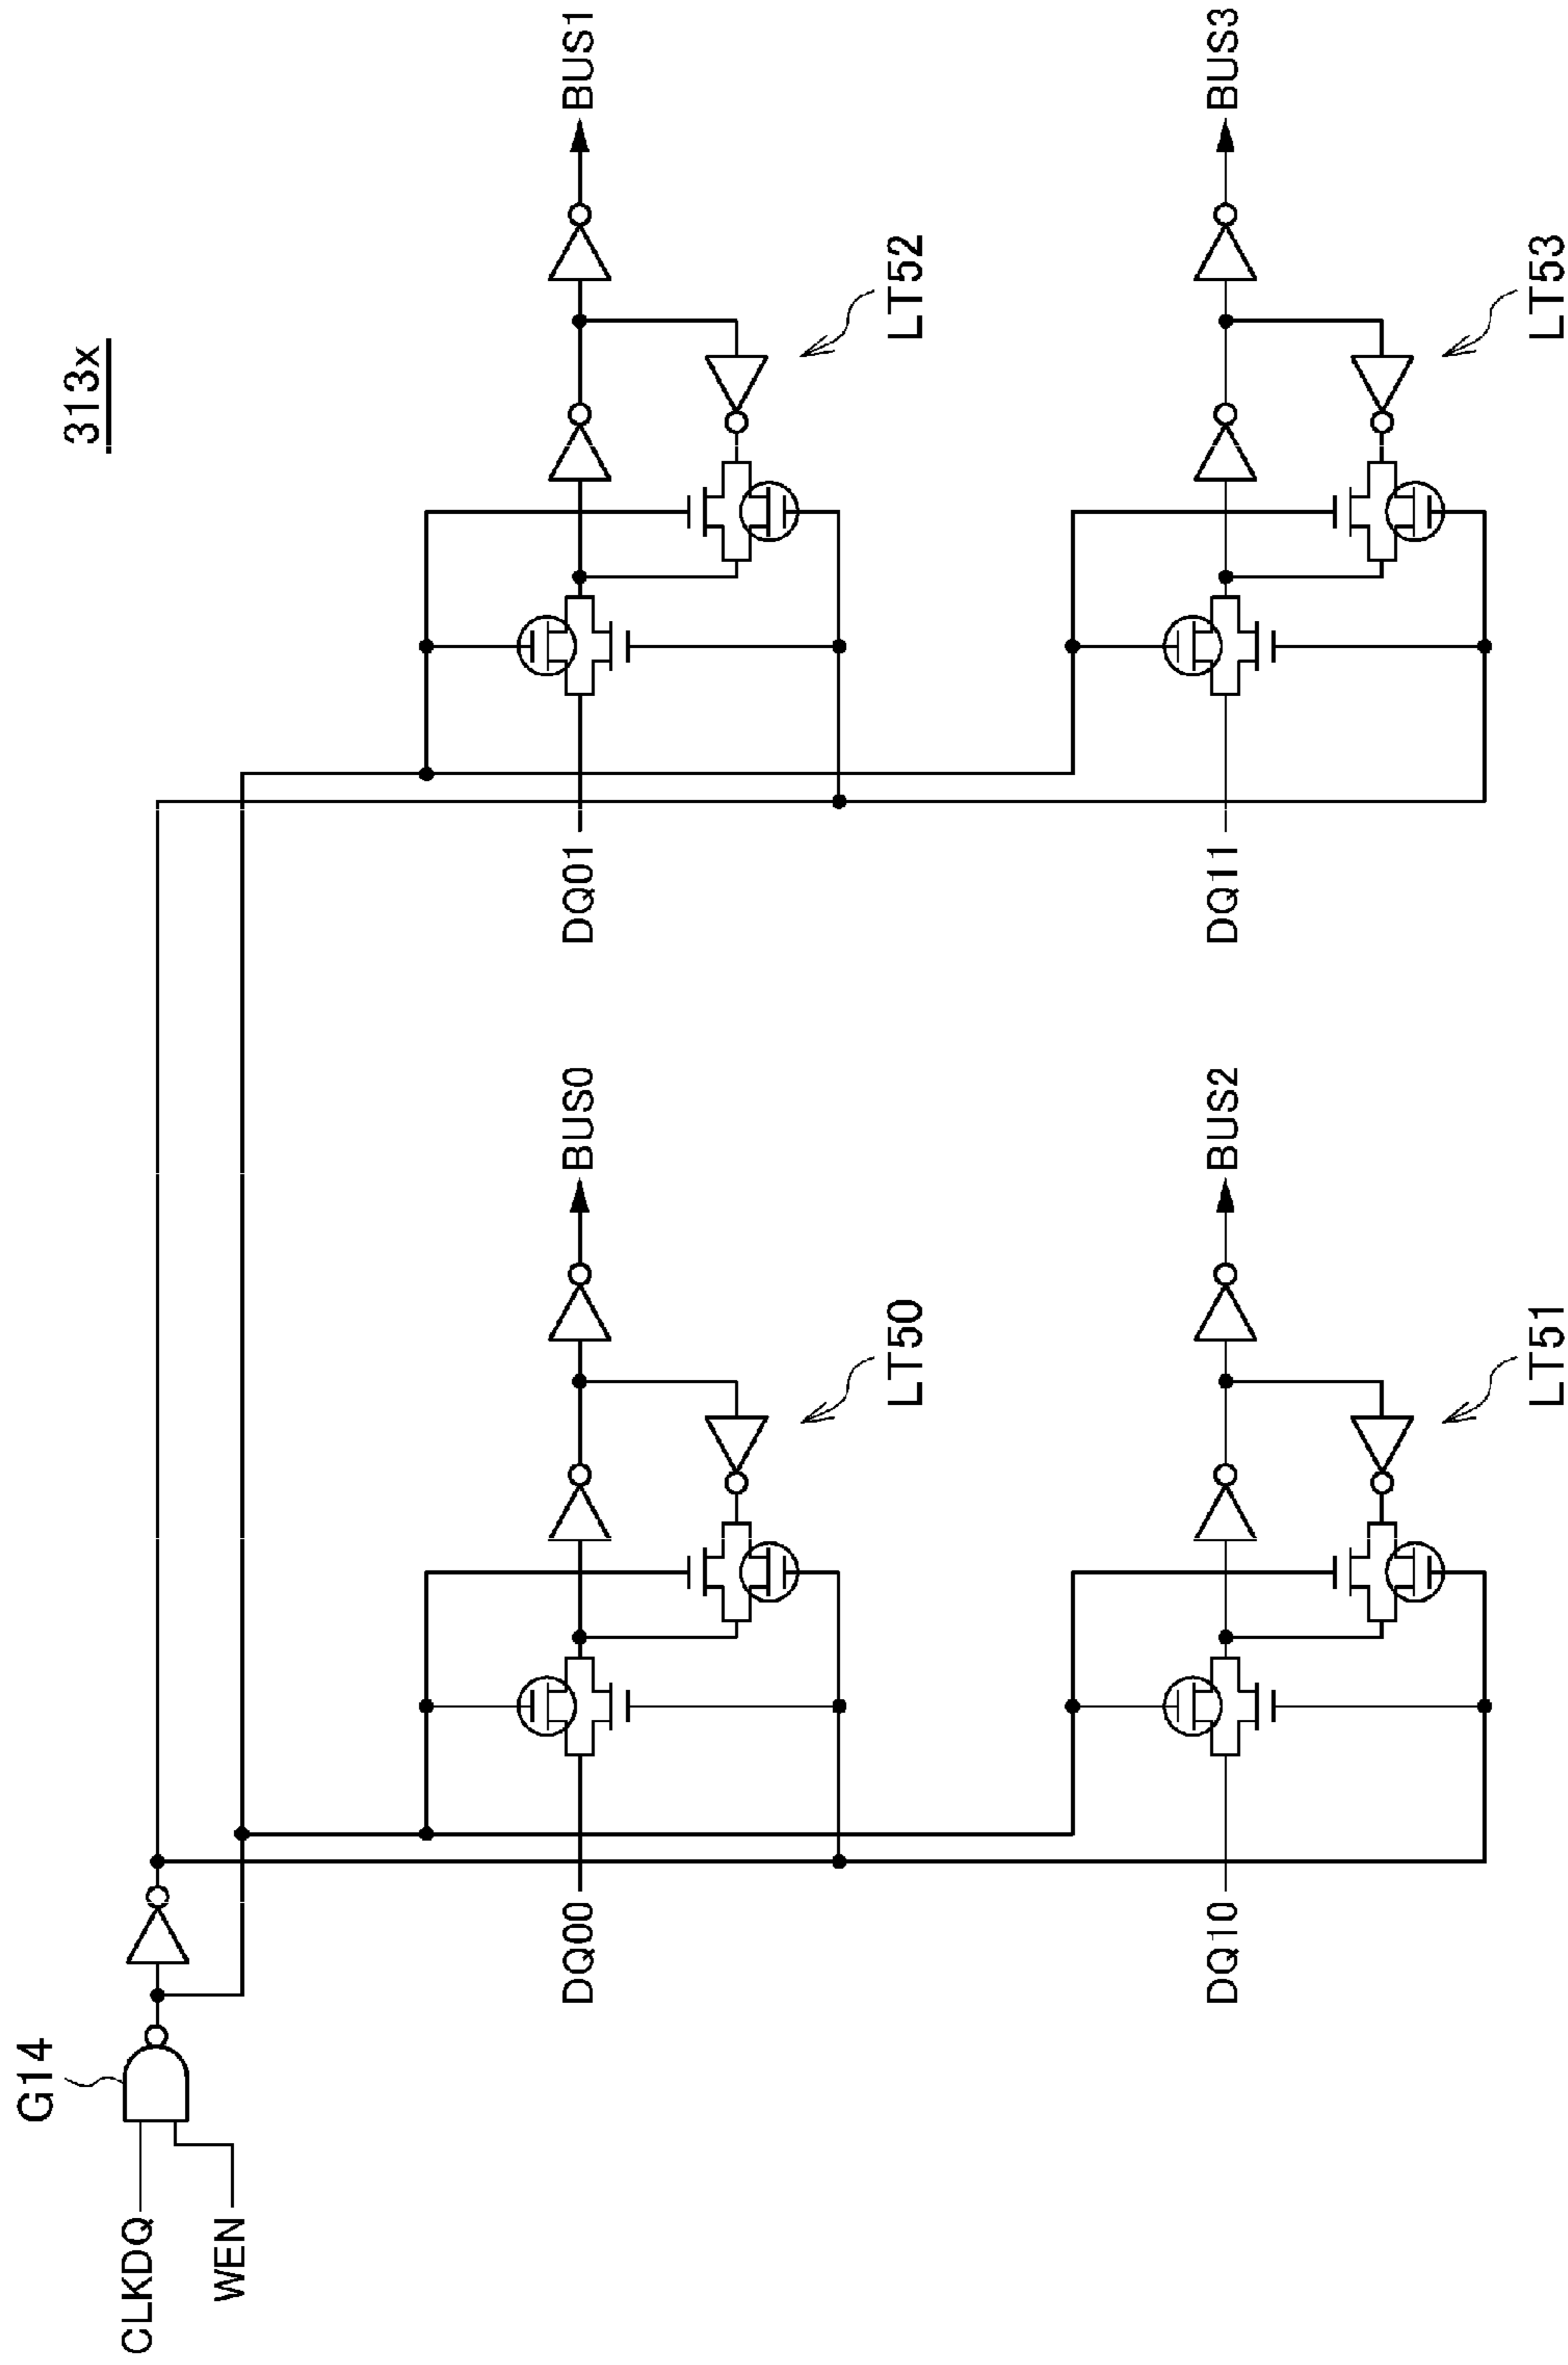 313x
G14
CLKDQ
WEN
DQ00
BUS0
LT50
DQ01
BUS1
LT52
DQ10
BUS2
LT51
DQ11
BUS3
LT53